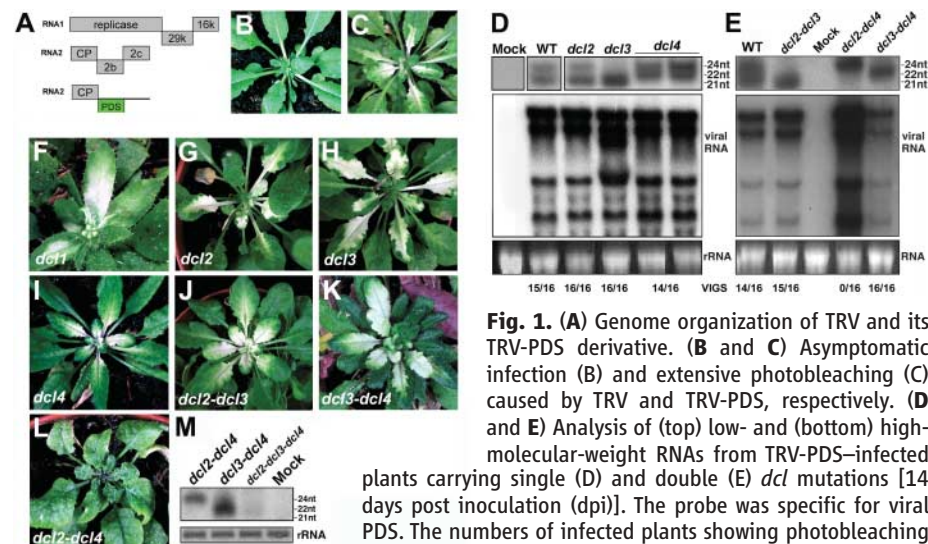 A
RNA1
replicase
16k
29k
RNA2
CP
2c
2b
RNA2
CP
PDS
B
C
D
Mock
WT
dcl2
dcl3
dcl4
-24nt
-22nt
21nt
viral
RNA
rRNA
15/16
16/16
16/16
14/16
VIGS
E
WT
dcl2-dcl3
Mock
dcl2-dcl4
dcl3-dcl4
-24nt
-22nt
21nt
viral
RNA
RNA
14/16
15/16
0/16
16/16
F
dcl1
G
dcl2
H
dcl3
I
dcl4
J
dcl2-dcl3
K
dcl3-dcl4
L
dcl2-dcl4
M
dcl2-dcl4
dcl3-dcl4
dcl2-dcl3-dcl4
Mock
-24nt
-22nt
21nt
rRNA
Fig. 1. (A) Genome organization of TRV and its
TRV-PDS derivative. (B and C) Asymptomatic
infection (B) and extensive photobleaching (C)
caused by TRV and TRV-PDS, respectively. (D
and E) Analysis of (top) low- and (bottom) high-
molecular-weight RNAs from TRV-PDS–infected
plants carrying single (D) and double (E) dcl mutations [14
days post inoculation (dpi)]. The probe was specific for viral
PDS. The numbers of infected plants showing photobleaching